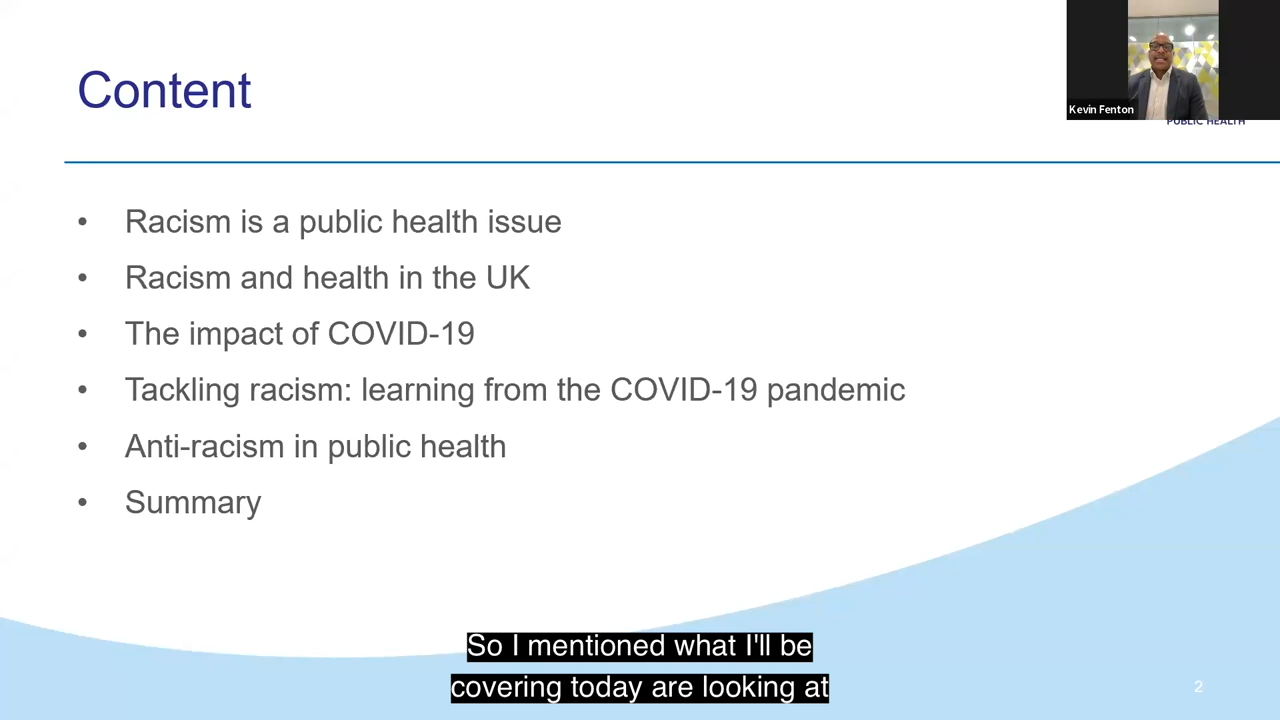 Content
Kevin Fenton
PUBLIC HEALTH
• Racism is a public health issue
• Racism and health in the UK
• The impact of COVID-19
• Tackling racism: learning from the COVID-19 pandemic
• Anti-racism in public health
• Summary
So I mentioned what I'll be
covering today are looking at
2